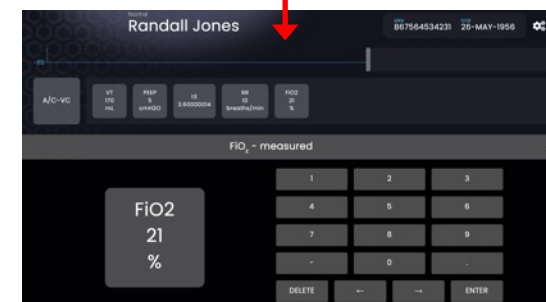 Name
Randall Jones
MRN
867564534231
DOB
26-MAY-1956
A/C-VC
VT
170
mL
PEEP
5
cmH2O
I:E
3.60000014
RR
10
breaths/min
FiO2
21
%
FiO₂ - measured
FiO2
21
%
1 2 3
4 5 6
7 8 9
- 0 .
DELETE ← → ENTER